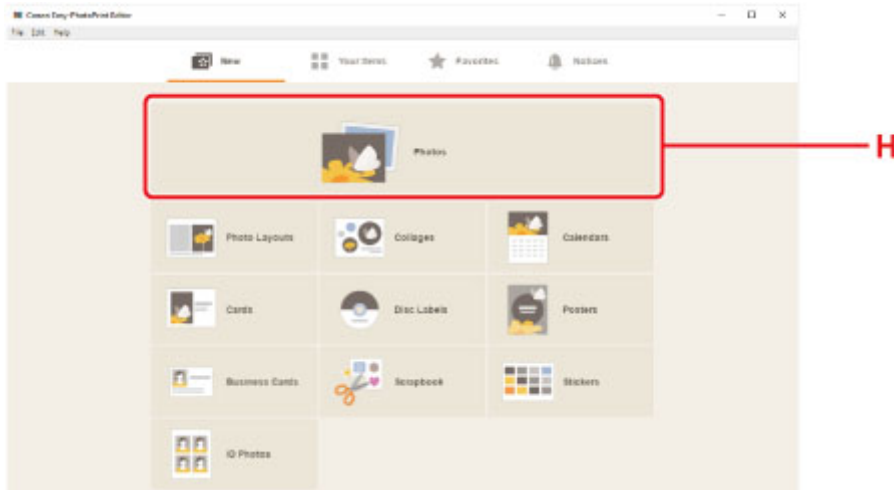 Canon Easy-PhotoPrint Editor
File Edit Help
New Your Items Favorites Notices
Photos
H
Photo Layouts Collages Calendars
Cards Disc Labels Posters
Business Cards Scrapbook Stickers
ID Photos